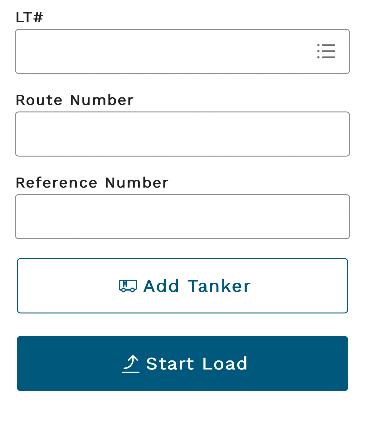 LT#
Route Number
Reference Number
Add Tanker
Start Load